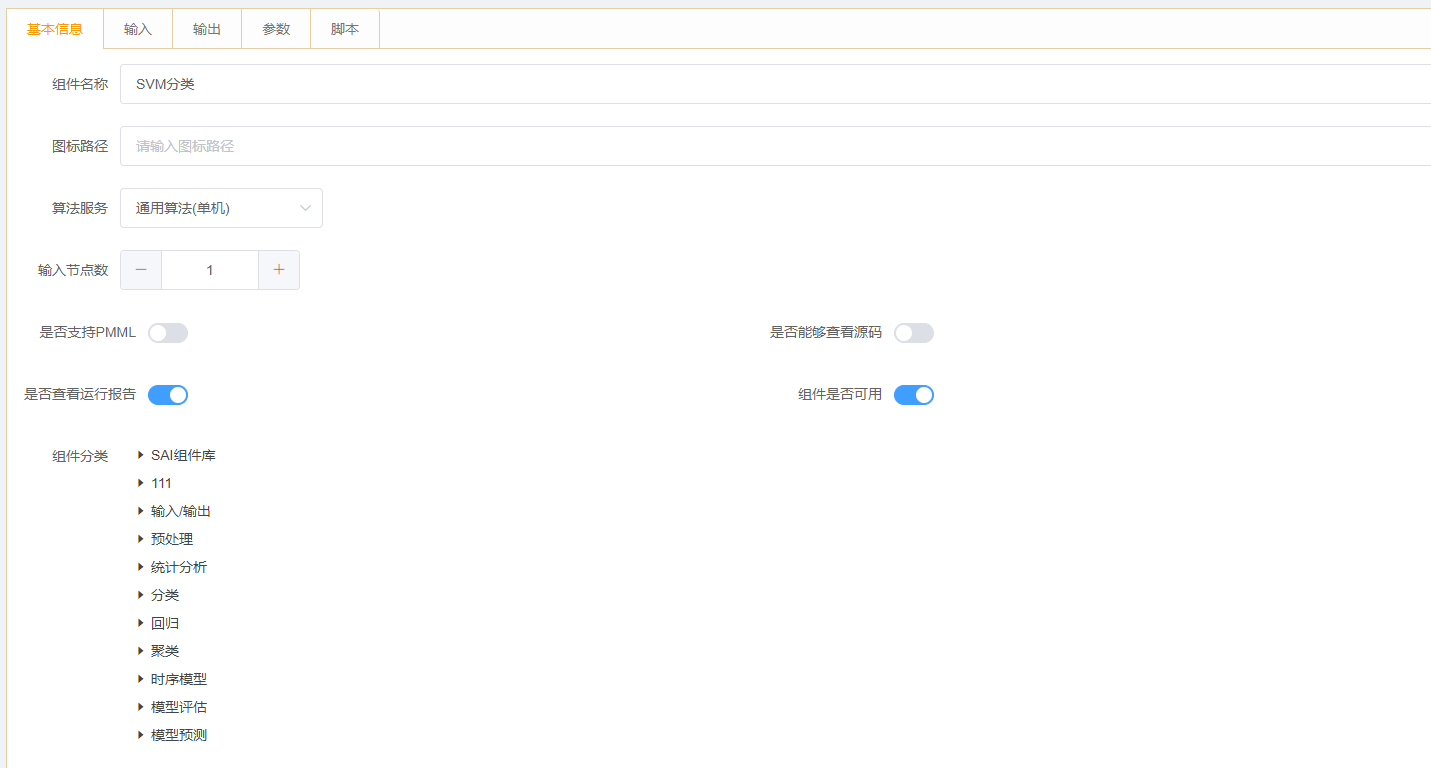 基本信息 输入 输出 参数 脚本
组件名称 SVM分类
图标路径 请输入图标路径
算法服务 通用算法(单机)
输入节点数 1
是否支持PMML 是否能够查看源码
是否查看运行报告 组件是否可用
组件分类 SAI组件库
111
输入/输出
预处理
统计分析
分类
回归
聚类
时序模型
模型评估
模型预测